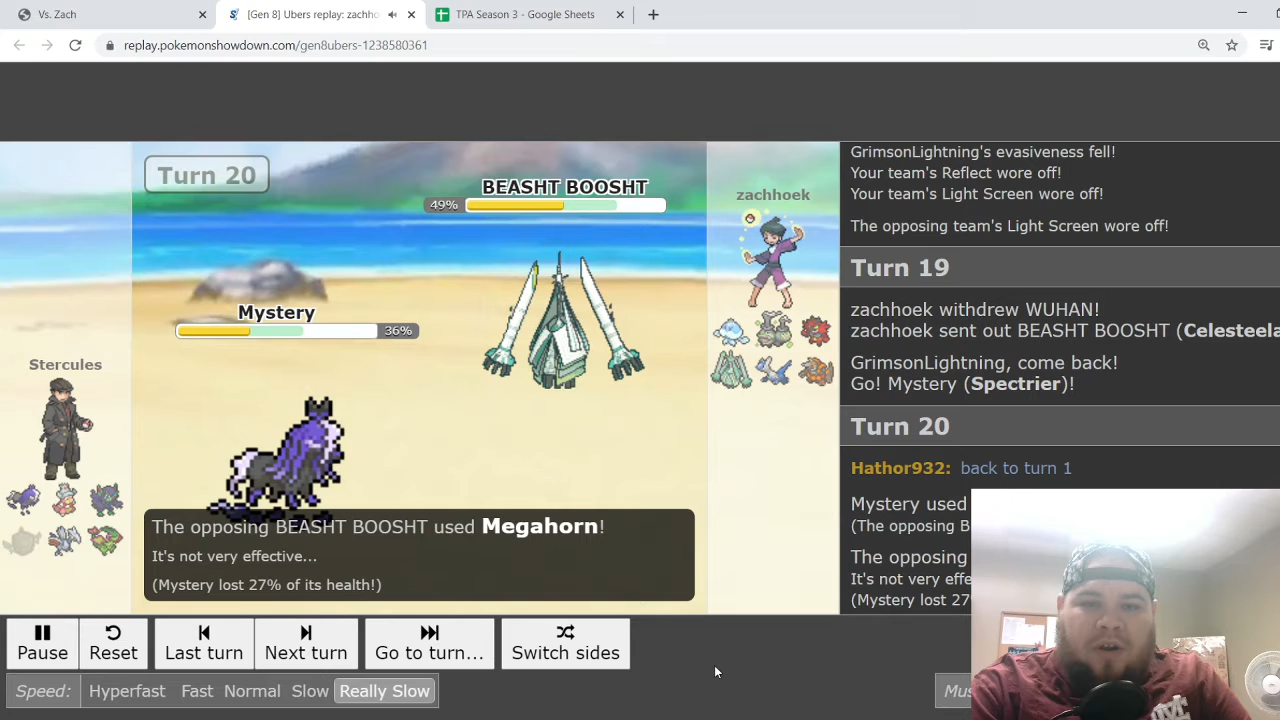 Vs. Zach
[Gen 8] Ubers replay: zachho
TPA Season 3 - Google Sheets
replay.pokemonshowdown.com/gen8ubers-1238580361
Turn 20
BEASHT BOOSHT
49%
zachhoek
Mystery
36%
Stercules
The opposing BEASHT BOOSHT used Megahorn!
It's not very effective...
(Mystery lost 27% of its health!)
GrimsonLightning's evasiveness fell!
Your team's Reflect wore off!
Your team's Light Screen wore off!
The opposing team's Light Screen wore off!
Turn 19
zachhoek withdrew WUHAN!
zachhoek sent out BEASHT BOOSHT (Celesteela
GrimsonLightning, come back!
Go! Mystery (Spectrier)!
Turn 20
Hathor932: back to turn 1
Mystery used
(The opposing B
The opposing
It's not very effe
(Mystery lost 27
Pause
Reset
Last turn
Next turn
Go to turn...
Switch sides
Speed:
Hyperfast
Fast
Normal
Slow
Really Slow
Mus